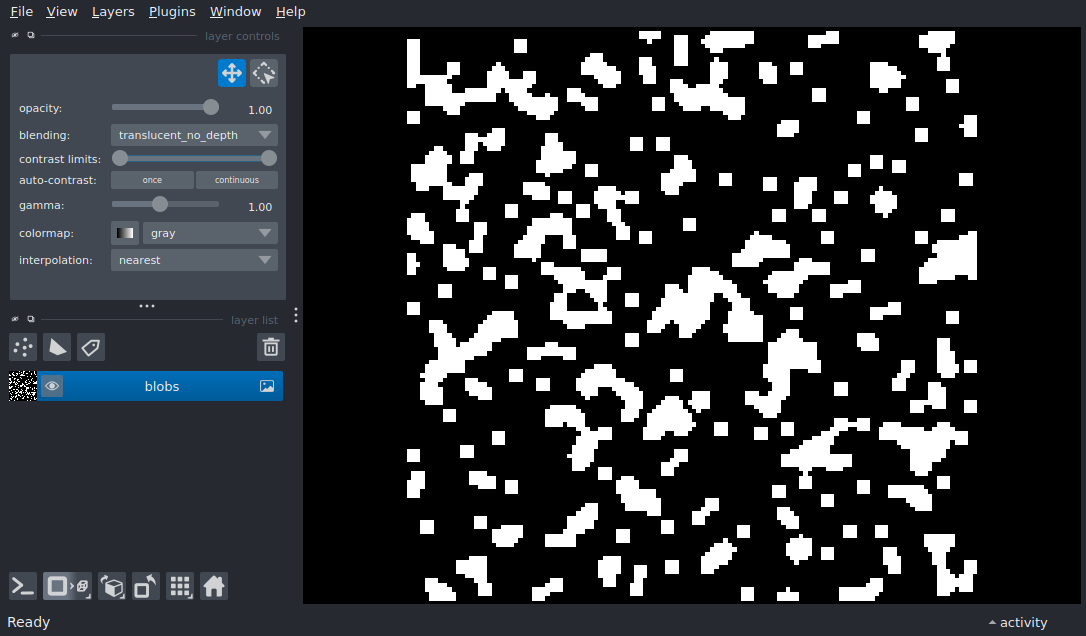 File View Layers Plugins Window Help
layer controls
opacity: 1.00
blending: translucent_no_depth
contrast limits:
auto-contrast: once continuous
gamma: 1.00
colormap: gray
interpolation: nearest
layer list
blobs
Ready activity